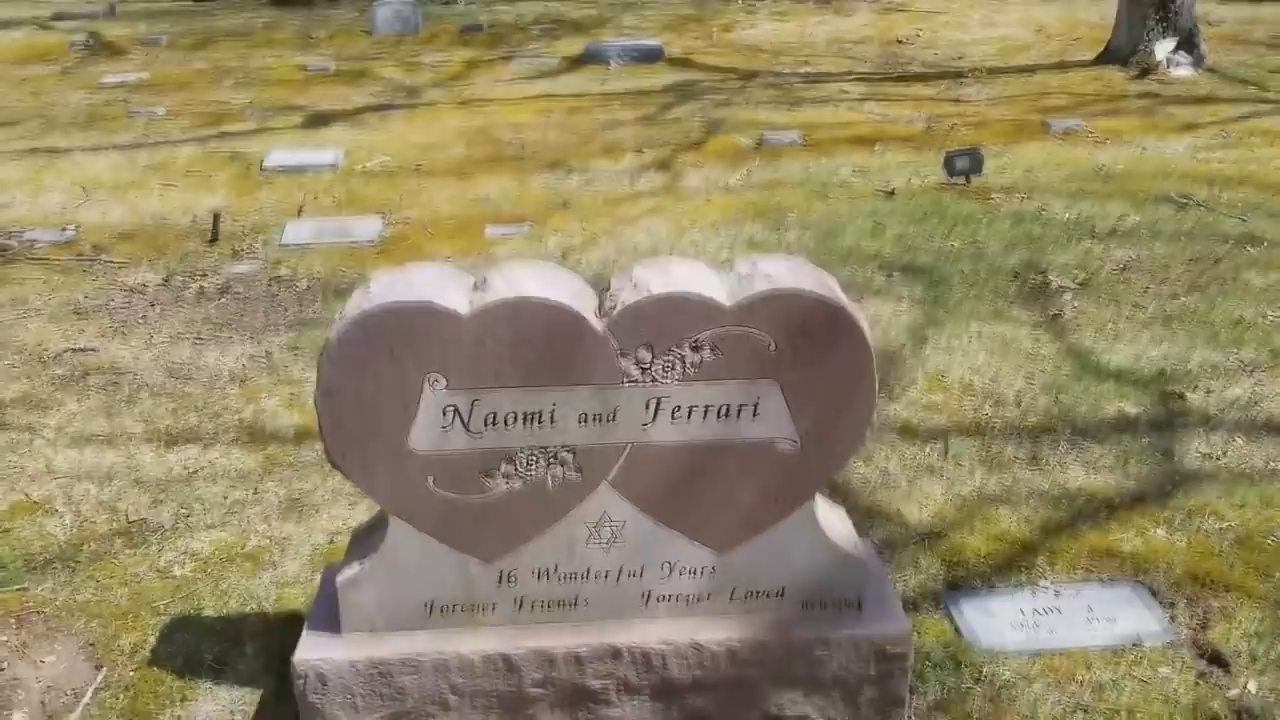 Naomi and Ferrari
16 Wonderful Years
Forever Friends Forever Loved
LADY J.